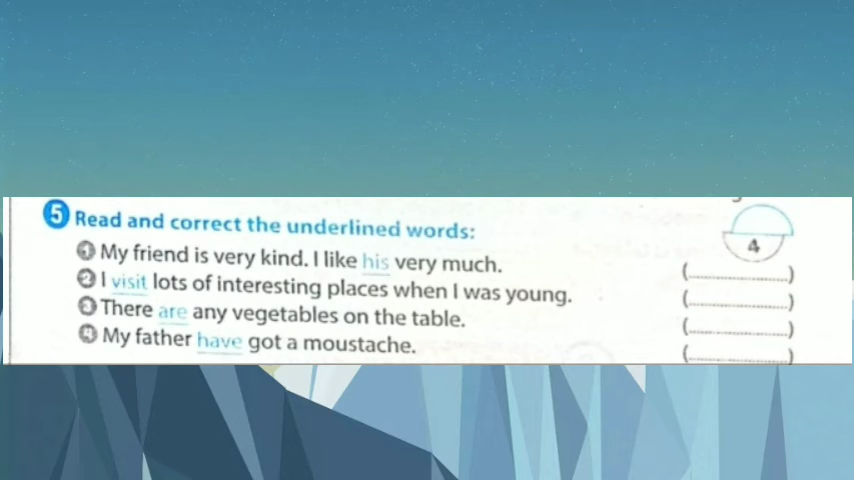 5 Read and correct the underlined words:
4
1 My friend is very kind. I like his very much. (....................)
2 I visit lots of interesting places when I was young. (....................)
3 There are any vegetables on the table. (....................)
4 My father have got a moustache. (....................)